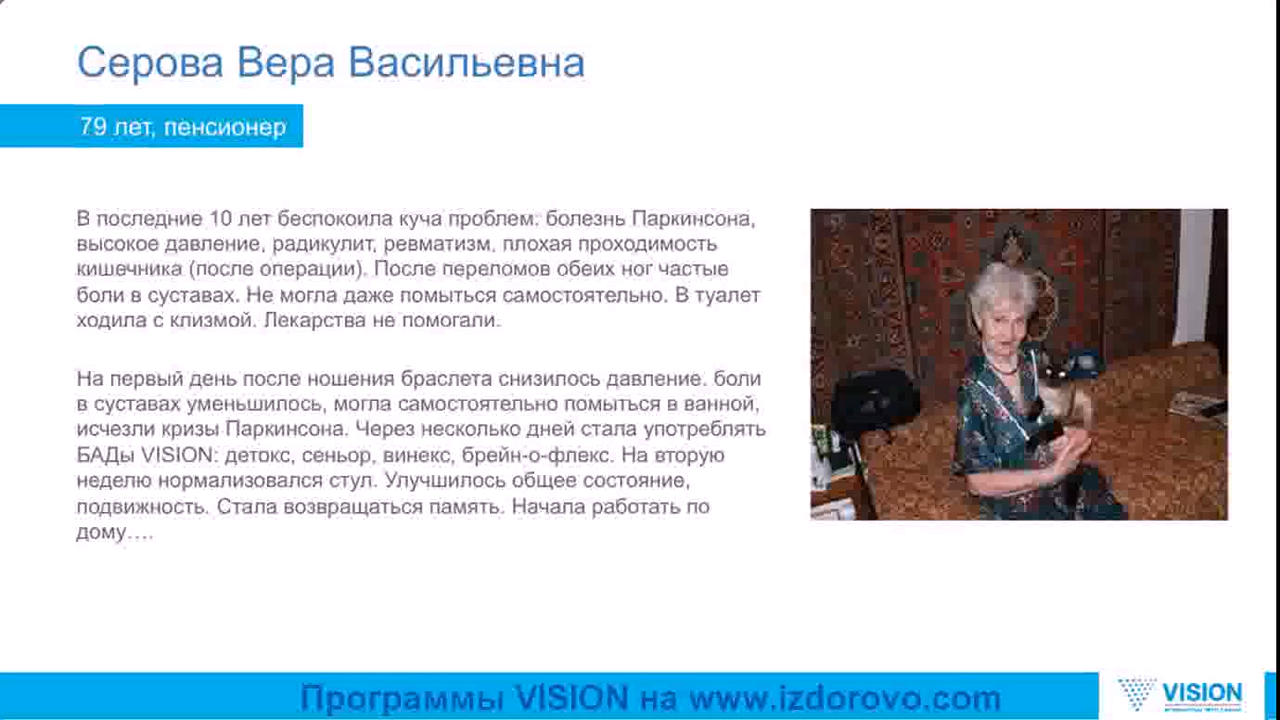 Серова Вера Васильевна
79 лет, пенсионер
В последние 10 лет беспокоила куча проблем: болезнь Паркинсона,
высокое давление, радикулит, ревматизм, плохая проходимость
кишечника (после операции). После переломов обеих ног частые
боли в суставах. Не могла даже помыться самостоятельно. В туалет
ходила с клизмой. Лекарства не помогали.
На первый день после ношения браслета снизилось давление. боли
в суставах уменьшилось, могла самостоятельно помыться в ванной,
исчезли кризы Паркинсона. Через несколько дней стала употреблять
БАДы VISION: детокс, сеньор, винекс, брейн-о-флекс. На вторую
неделю нормализовался стул. Улучшилось общее состояние,
подвижность. Стала возвращаться память. Начала работать по
дому….
Программы VISION на www.izdorovo.com
VISION